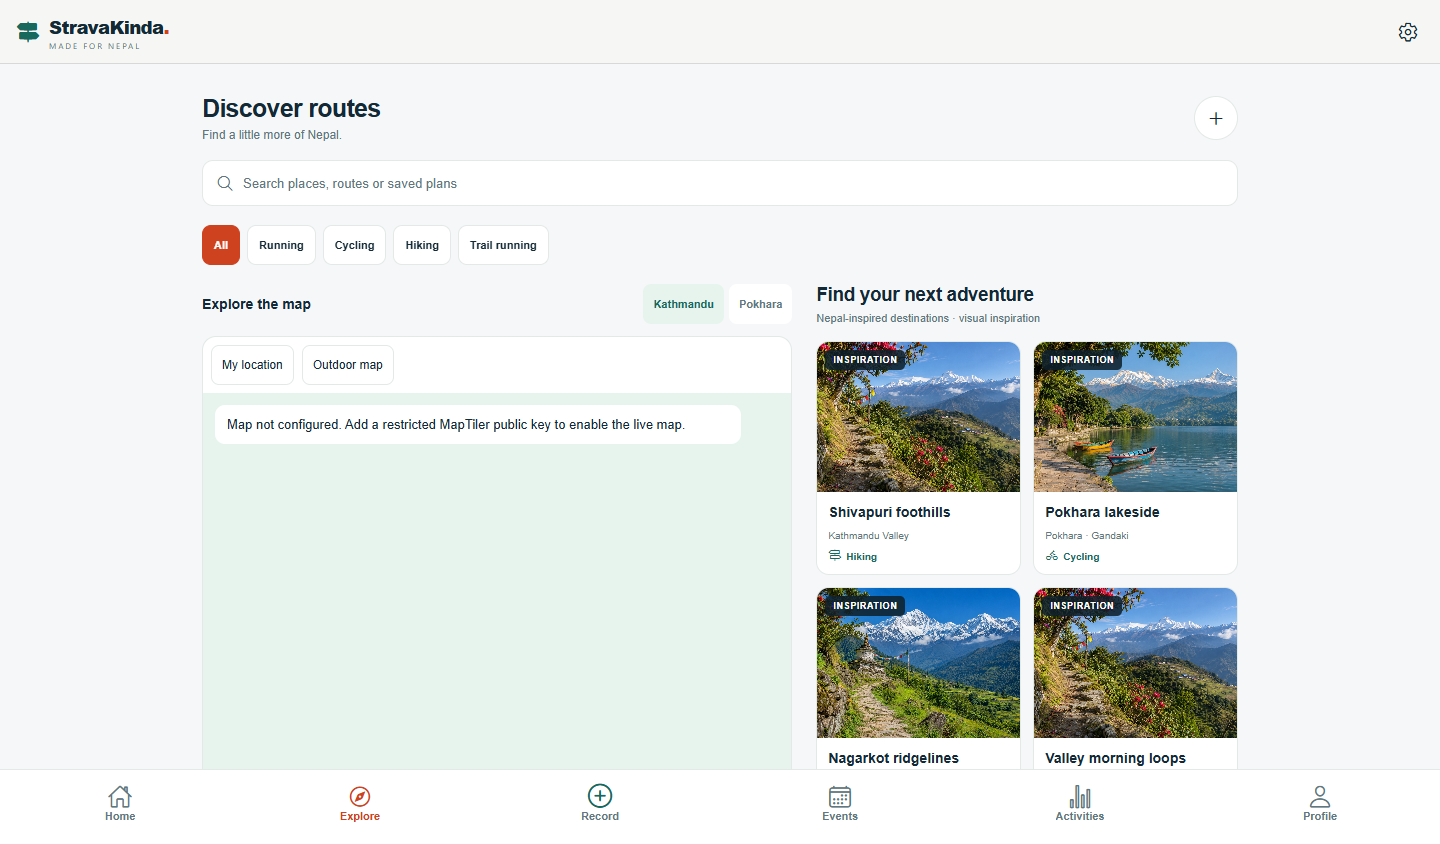 StravaKinda.
MADE FOR NEPAL
Discover routes
Find a little more of Nepal.
Search places, routes or saved plans
All
Running
Cycling
Hiking
Trail running
Explore the map
Kathmandu
Pokhara
My location
Outdoor map
Map not configured. Add a restricted MapTiler public key to enable the live map.
Find your next adventure
Nepal-inspired destinations · visual inspiration
INSPIRATION
Shivapuri foothills
Kathmandu Valley
Hiking
INSPIRATION
Pokhara lakeside
Pokhara · Gandaki
Cycling
INSPIRATION
Nagarkot ridgelines
INSPIRATION
Valley morning loops
Home
Explore
Record
Events
Activities
Profile